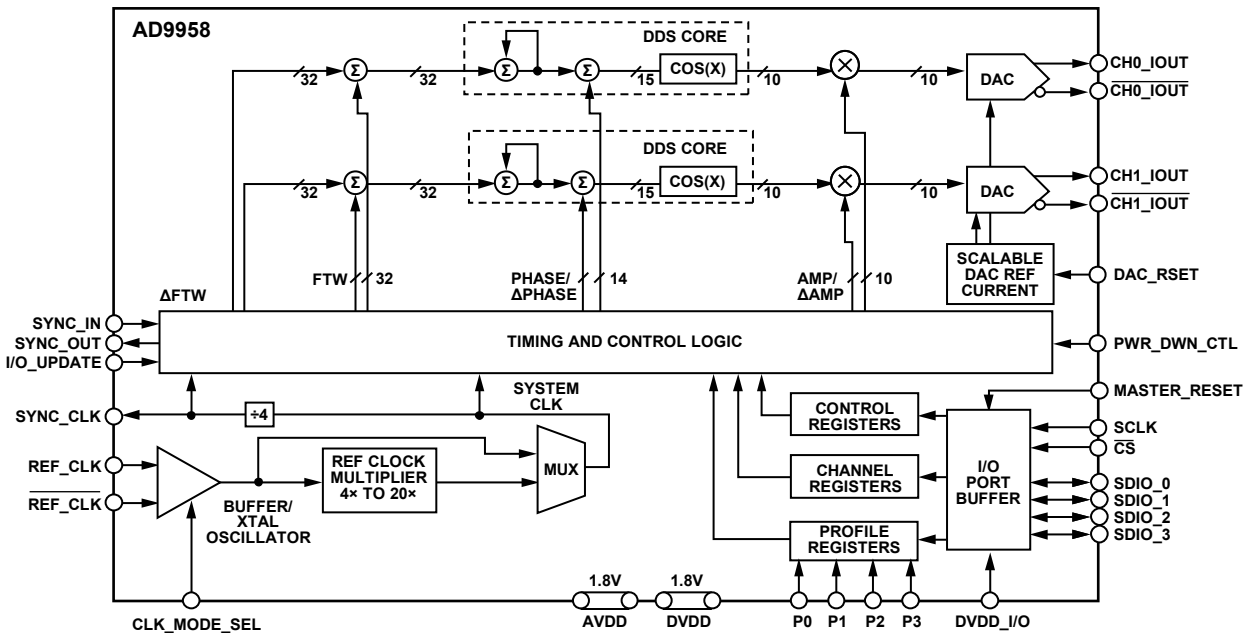 AD9958
DDS CORE
32
Σ
32
Σ
Σ
15
COS(X)
10
×
10
DAC
CH0_IOUT
CH0_IOUT
DDS CORE
32
Σ
32
Σ
Σ
15
COS(X)
10
×
10
DAC
CH1_IOUT
CH1_IOUT
SCALABLE
DAC REF
CURRENT
DAC_RSET
ΔFTW
FTW
32
PHASE/
ΔPHASE
14
AMP/
ΔAMP
10
SYNC_IN
SYNC_OUT
I/O_UPDATE
TIMING AND CONTROL LOGIC
PWR_DWN_CTL
SYNC_CLK
÷4
SYSTEM
CLK
REF_CLK
REF_CLK
BUFFER/
XTAL
OSCILLATOR
REF CLOCK
MULTIPLIER
4× TO 20×
MUX
CONTROL
REGISTERS
CHANNEL
REGISTERS
PROFILE
REGISTERS
I/O
PORT
BUFFER
MASTER_RESET
SCLK
CS
SDIO_0
SDIO_1
SDIO_2
SDIO_3
CLK_MODE_SEL
1.8V
AVDD
1.8V
DVDD
P0
P1
P2
P3
DVDD_I/O